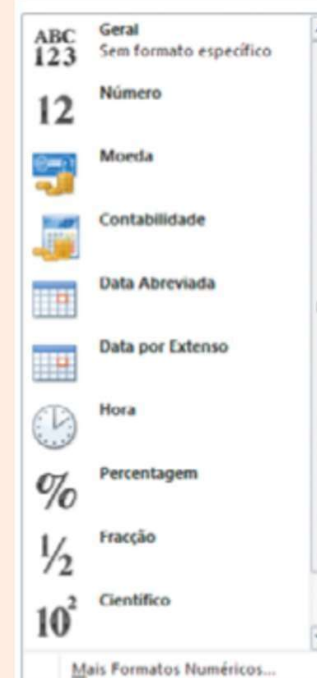 ABC
123
Geral
Sem formato específico
12
Número
Moeda
Contabilidade
Data Abreviada
Data por Extenso
Hora
%
Percentagem
1/2
Fracção
10²
Científico
Mais Formatos Numéricos...